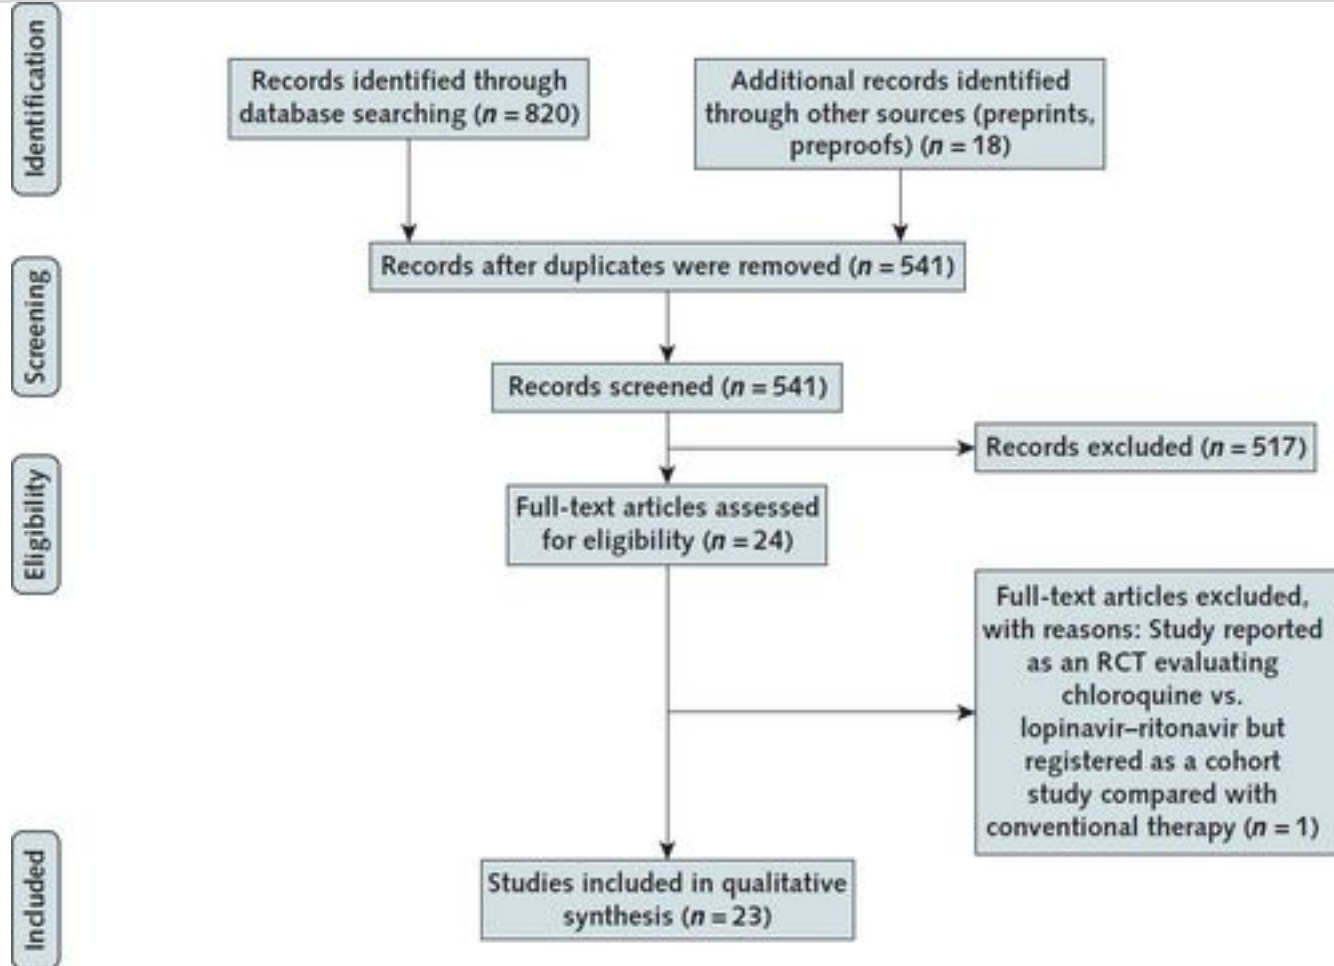 Identification
Records identified through
database searching (n = 820)
Additional records identified
through other sources (preprints,
preproofs) (n = 18)
Screening
Records after duplicates were removed (n = 541)
Records screened (n = 541)
Records excluded (n = 517)
Eligibility
Full-text articles assessed
for eligibility (n = 24)
Full-text articles excluded,
with reasons: Study reported
as an RCT evaluating
chloroquine vs.
lopinavir–ritonavir but
registered as a cohort
study compared with
conventional therapy (n = 1)
Included
Studies included in qualitative
synthesis (n = 23)